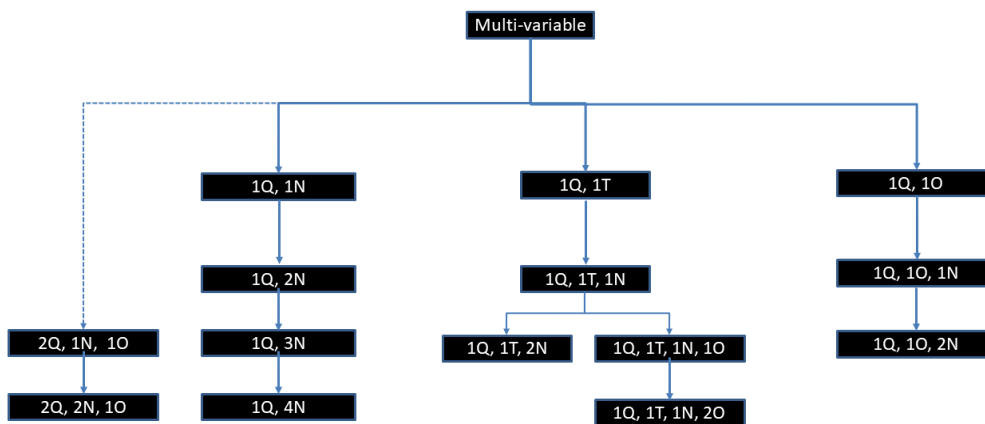 Multi-variable
1Q, 1N
1Q, 1T
1Q, 1O
1Q, 2N
1Q, 1T, 1N
1Q, 1O, 1N
2Q, 1N, 1O
1Q, 3N
1Q, 1T, 2N
1Q, 1T, 1N, 1O
1Q, 1O, 2N
2Q, 2N, 1O
1Q, 4N
1Q, 1T, 1N, 2O